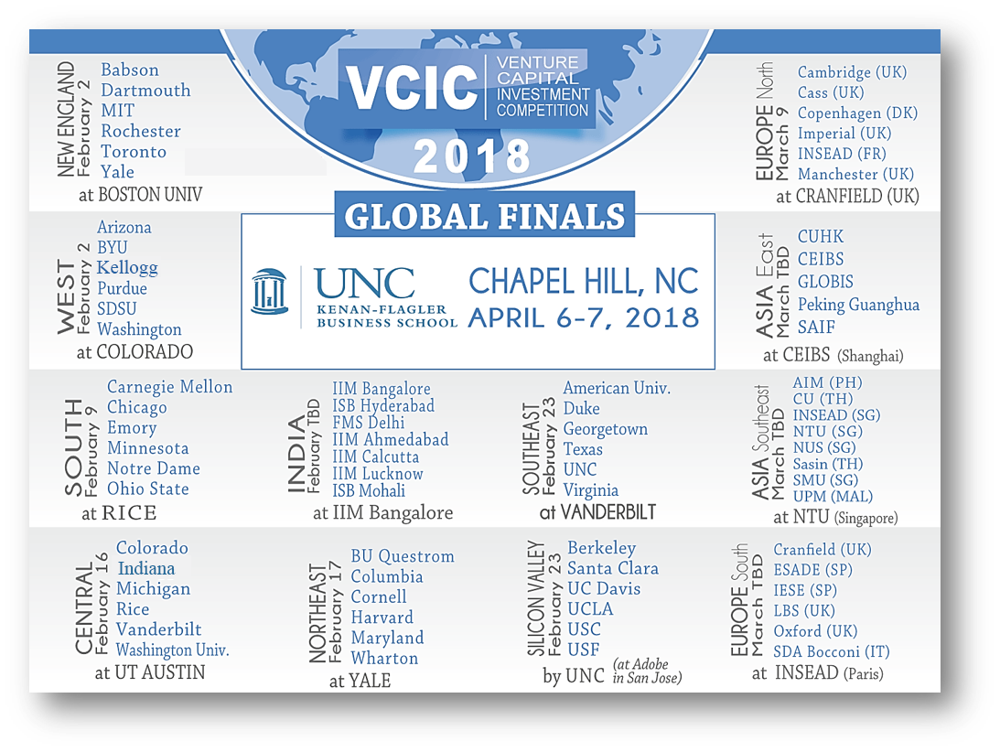 VCIC
VENTURE
CAPITAL
INVESTMENT
COMPETITION
2018
GLOBAL FINALS
UNC
KENAN-FLAGLER
BUSINESS SCHOOL
CHAPEL HILL, NC
APRIL 6-7, 2018
NEW ENGLAND
February 2
Babson
Dartmouth
MIT
Rochester
Toronto
Yale
at BOSTON UNIV
EUROPE North
March 9
Cambridge (UK)
Cass (UK)
Copenhagen (DK)
Imperial (UK)
INSEAD (FR)
Manchester (UK)
at CRANFIELD (UK)
WEST
February 2
Arizona
BYU
Kellogg
Purdue
SDSU
Washington
at COLORADO
ASIA East
March TBD
CUHK
CEIBS
GLOBIS
Peking Guanghua
SAIF
at CEIBS (Shanghai)
SOUTH
February 9
Carnegie Mellon
Chicago
Emory
Minnesota
Notre Dame
Ohio State
at RICE
INDIA
February TBD
IIM Bangalore
ISB Hyderabad
FMS Delhi
IIM Ahmedabad
IIM Calcutta
IIM Lucknow
ISB Mohali
at IIM Bangalore
SOUTHEAST
February 23
American Univ.
Duke
Georgetown
Texas
UNC
Virginia
at VANDERBILT
ASIA Southeast
March TBD
AIM (PH)
CU (TH)
INSEAD (SG)
NTU (SG)
NUS (SG)
Sasin (TH)
SMU (SG)
UPM (MAL)
at NTU (Singapore)
CENTRAL
February 16
Colorado
Indiana
Michigan
Rice
Vanderbilt
Washington Univ.
at UT AUSTIN
NORTHEAST
February 17
BU Questrom
Columbia
Cornell
Harvard
Maryland
Wharton
at YALE
SILICON VALLEY
February 23
Berkeley
Santa Clara
UC Davis
UCLA
USC
USF
by UNC (at Adobe
in San Jose)
EUROPE South
March TBD
Cranfield (UK)
ESADE (SP)
IESE (SP)
LBS (UK)
Oxford (UK)
SDA Bocconi (IT)
at INSEAD (Paris)